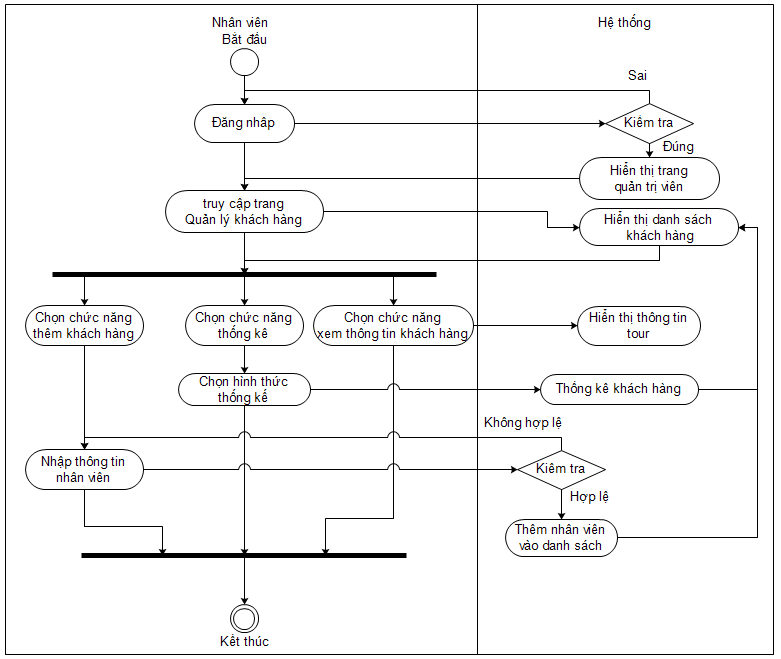 Nhân viên
Hệ thống
Bắt đấu
Sai
Đăng nhâp
Kiểm tra
Đúng
Hiển thị trang
quản trị viên
truy cập trang
Quản lý khách hàng
Hiển thị danh sách
khách hàng
Chọn chức năng
thêm khách hàng
Chọn chức năng
thống kê
Chọn chức năng
xem thông tin khách hàng
Hiển thị thông tin
tour
Chọn hình thức
thống kế
Thống kê khách hàng
Không hợp lệ
Nhập thông tin
nhân viên
Kiểm tra
Hợp lệ
Thêm nhân viên
vào danh sách
Kết thúc